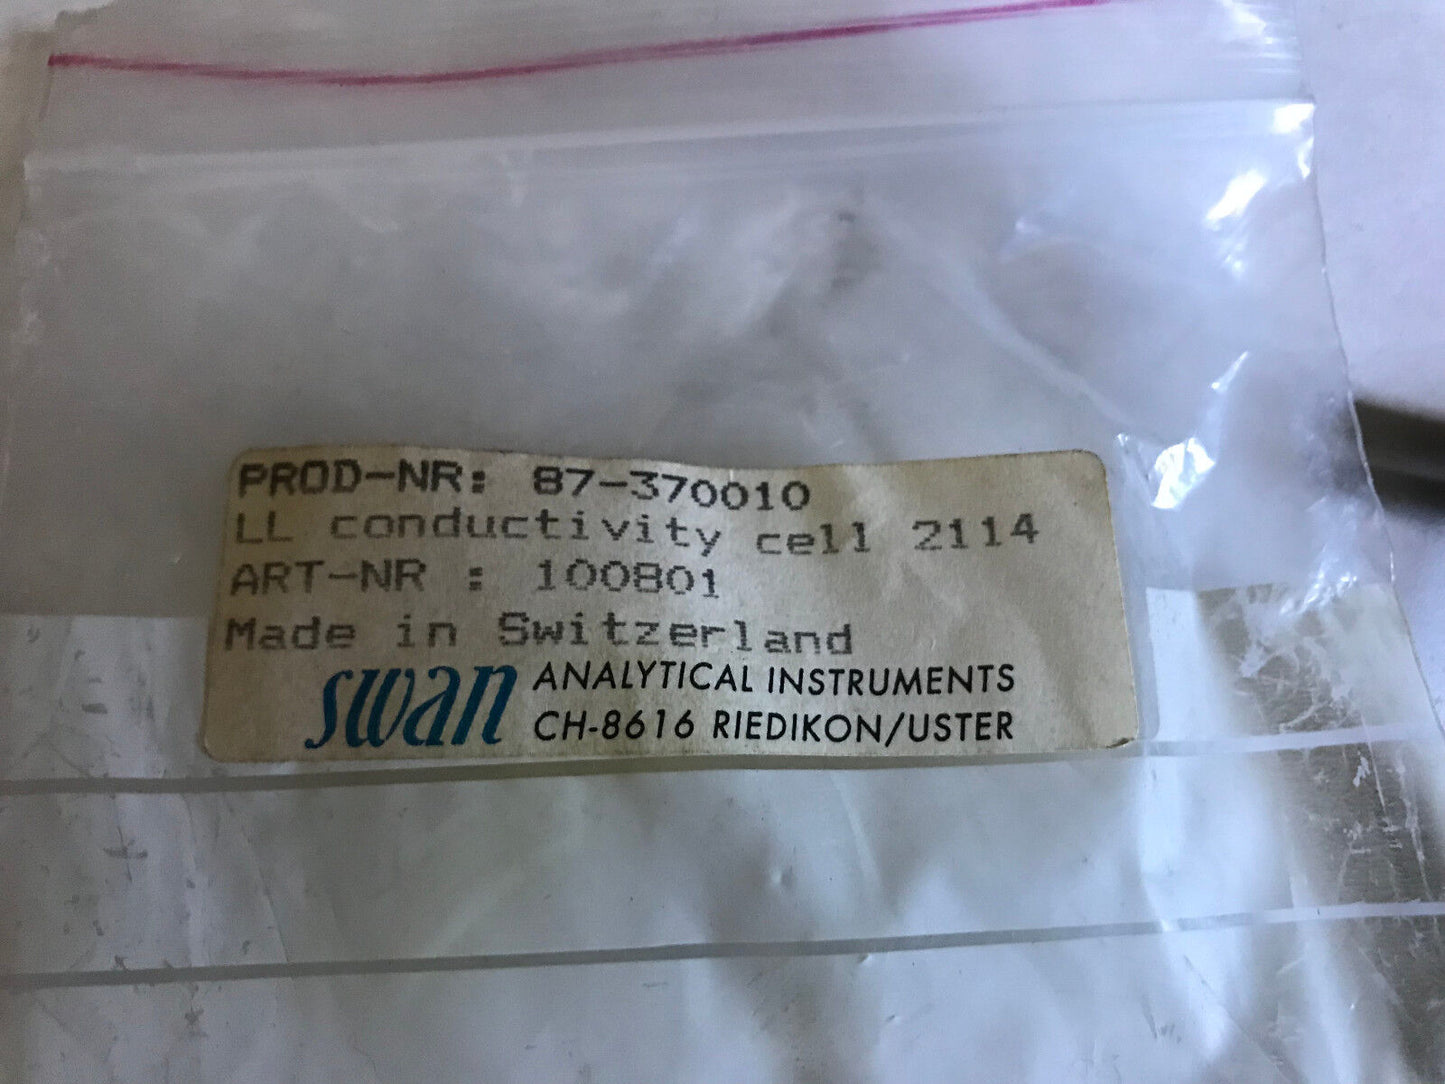 PROD-NR: 87-370010
LL conductivity cell 2114
ART-NR : 100801
Made in Switzerland
swan ANALYTICAL INSTRUMENTS
CH-8616 RIEDIKON/USTER